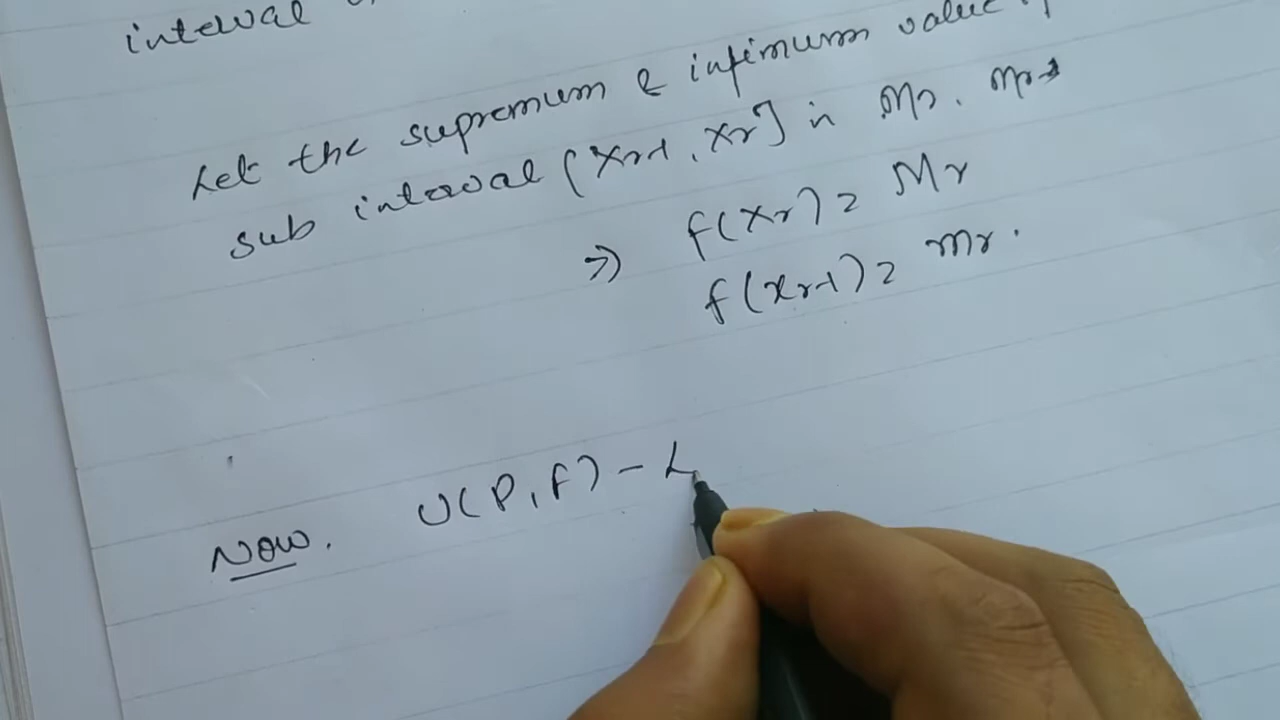 interval
Let the supremum & infimum value
sub interval [xr-1, xr] is Mr, mr
⇒ f(xr) = Mr
f(xr-1) = mr.
Now. U(P, f) - L